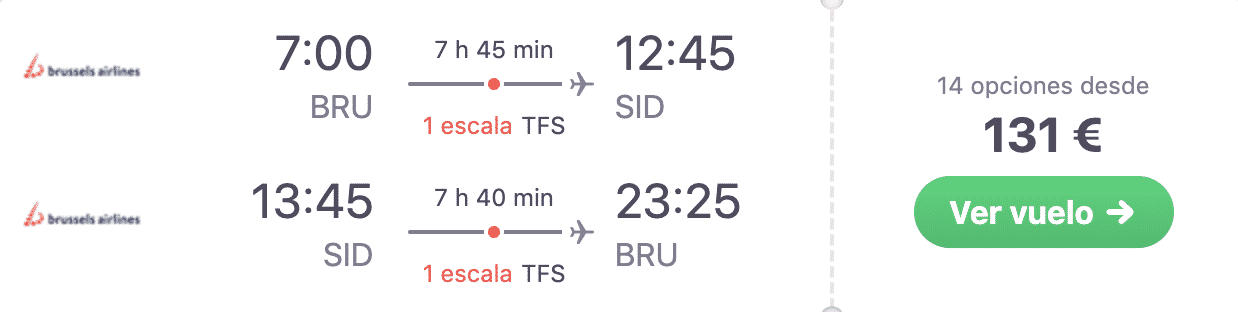 brussels airlines
7:00
7 h 45 min
12:45
BRU
1 escala TFS
SID
brussels airlines
13:45
7 h 40 min
23:25
SID
1 escala TFS
BRU
14 opciones desde
131 €
Ver vuelo →